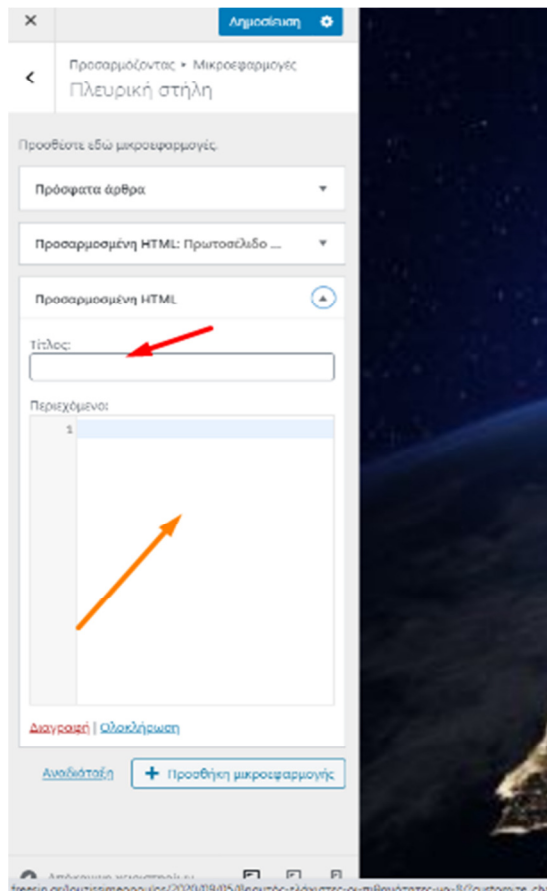 Δημοσίευση
Προσαρμόζοντας ▸ Μικροεφαρμογές
Πλευρική στήλη
Προσθέστε εδώ μικροεφαρμογές.
Πρόσφατα άρθρα
Προσαρμοσμένη HTML: Πρωτοσέλιδο ...
Προσαρμοσμένη HTML
Τίτλος:
Περιεχόμενο:
1
Διαγραφή | Ολοκλήρωση
Αναδιάταξη
+ Προσθήκη μικροεφαρμογής